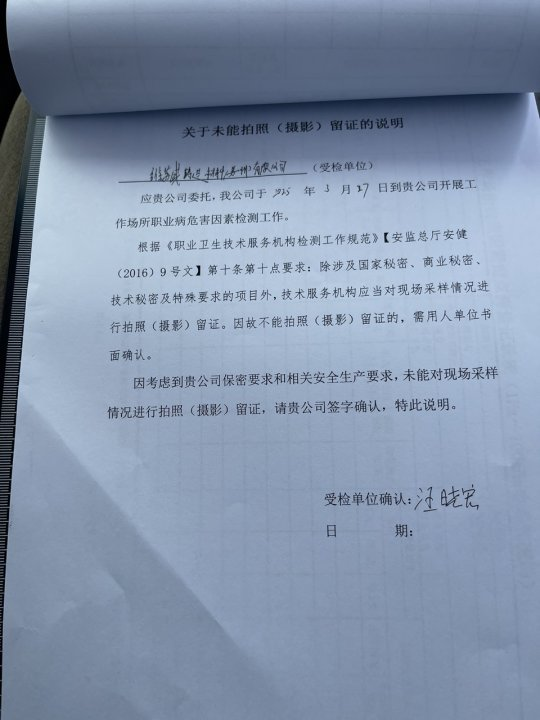 关于未能拍照（摄影）留证的说明
有限公司（受检单位）
应贵公司委托，我公司于 2025 年 3 月 27 日到贵公司开展工
作场所职业病危害因素检测工作。
根据《职业卫生技术服务机构检测工作规范》【安监总厅安健
（2016）9 号文】第十条第十点要求：除涉及国家秘密、商业秘密、
技术秘密及特殊要求的项目外，技术服务机构应当对现场采样情况进
行拍照（摄影）留证。因故不能拍照（摄影）留证的，需用人单位书
面确认。
因考虑到贵公司保密要求和相关安全生产要求，未能对现场采样
情况进行拍照（摄影）留证，请贵公司签字确认，特此说明。
受检单位确认：汪
日 期：